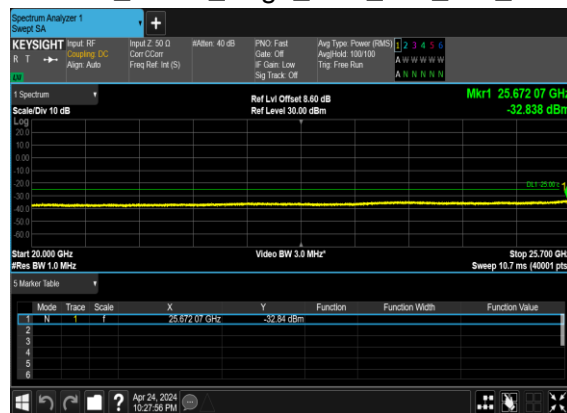 Spectrum Analyzer 1
Swept SA
+
KEYSIGHT Input: RF Input Z: 50 Ω #Atten: 40 dB PNO: Fast Avg Type: Power (RMS) 1 2 3 4 5 6
R T Coupling: DC Corr CCorr Gate: Off Avg|Hold: 100/100 A W W W W W
Align: Auto Freq Ref: Int (S) IF Gain: Low Trig: Free Run
Sig Track: Off A N N N N N
1 Spectrum Ref Lvl Offset 8.60 dB Mkr1 25.672 07 GHz
Scale/Div 10 dB Ref Level 30.00 dBm -32.838 dBm
Log
20.0
10.0
0.00
-10.0
-20.0
-30.0
-40.0
-50.0
-60.0
Start 20.000 GHz Video BW 3.0 MHz* Stop 25.700 GHz
#Res BW 1.0 MHz Sweep 10.7 ms (40001 pts)
5 Marker Table
Mode Trace Scale X Y Function Function Width Function Value
1 N 1 f 25.672 07 GHz -32.84 dBm
2
3
4
5
6
? Apr 24, 2024
10:27:56 PM